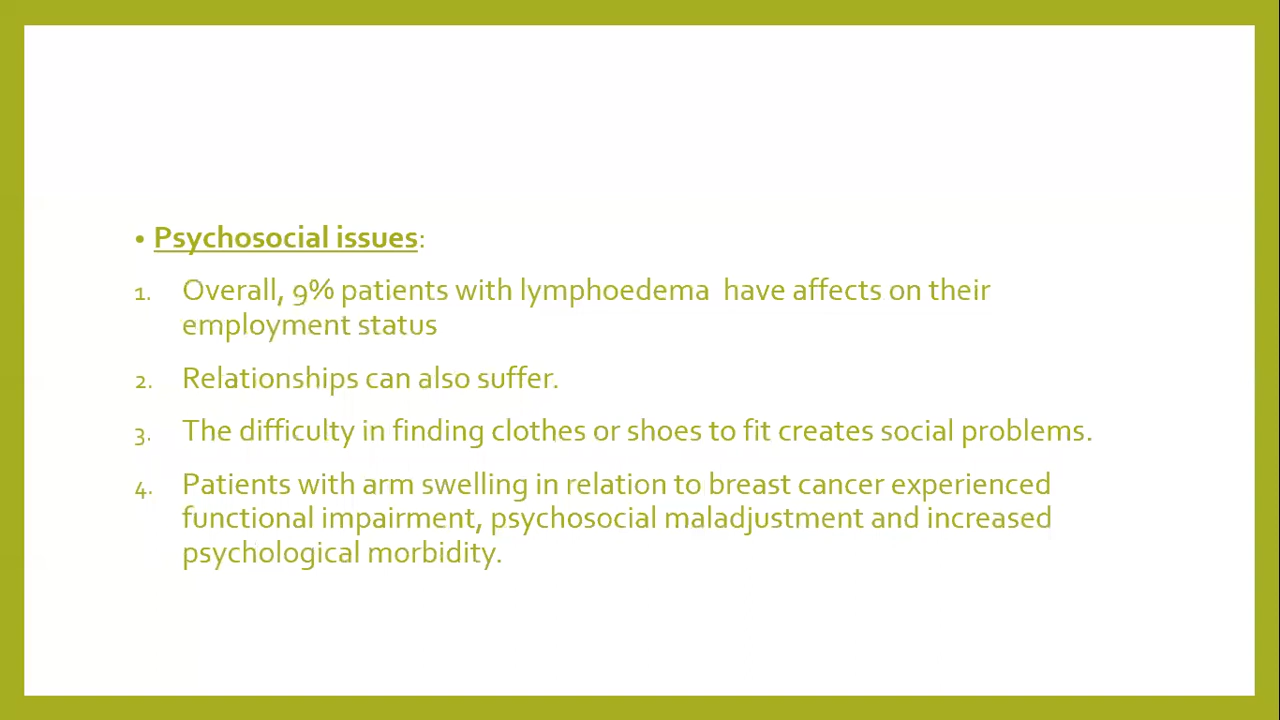 • Psychosocial issues:
1. Overall, 9% patients with lymphoedema  have affects on their
employment status
2. Relationships can also suffer.
3. The difficulty in finding clothes or shoes to fit creates social problems.
4. Patients with arm swelling in relation to breast cancer experienced
functional impairment, psychosocial maladjustment and increased
psychological morbidity.